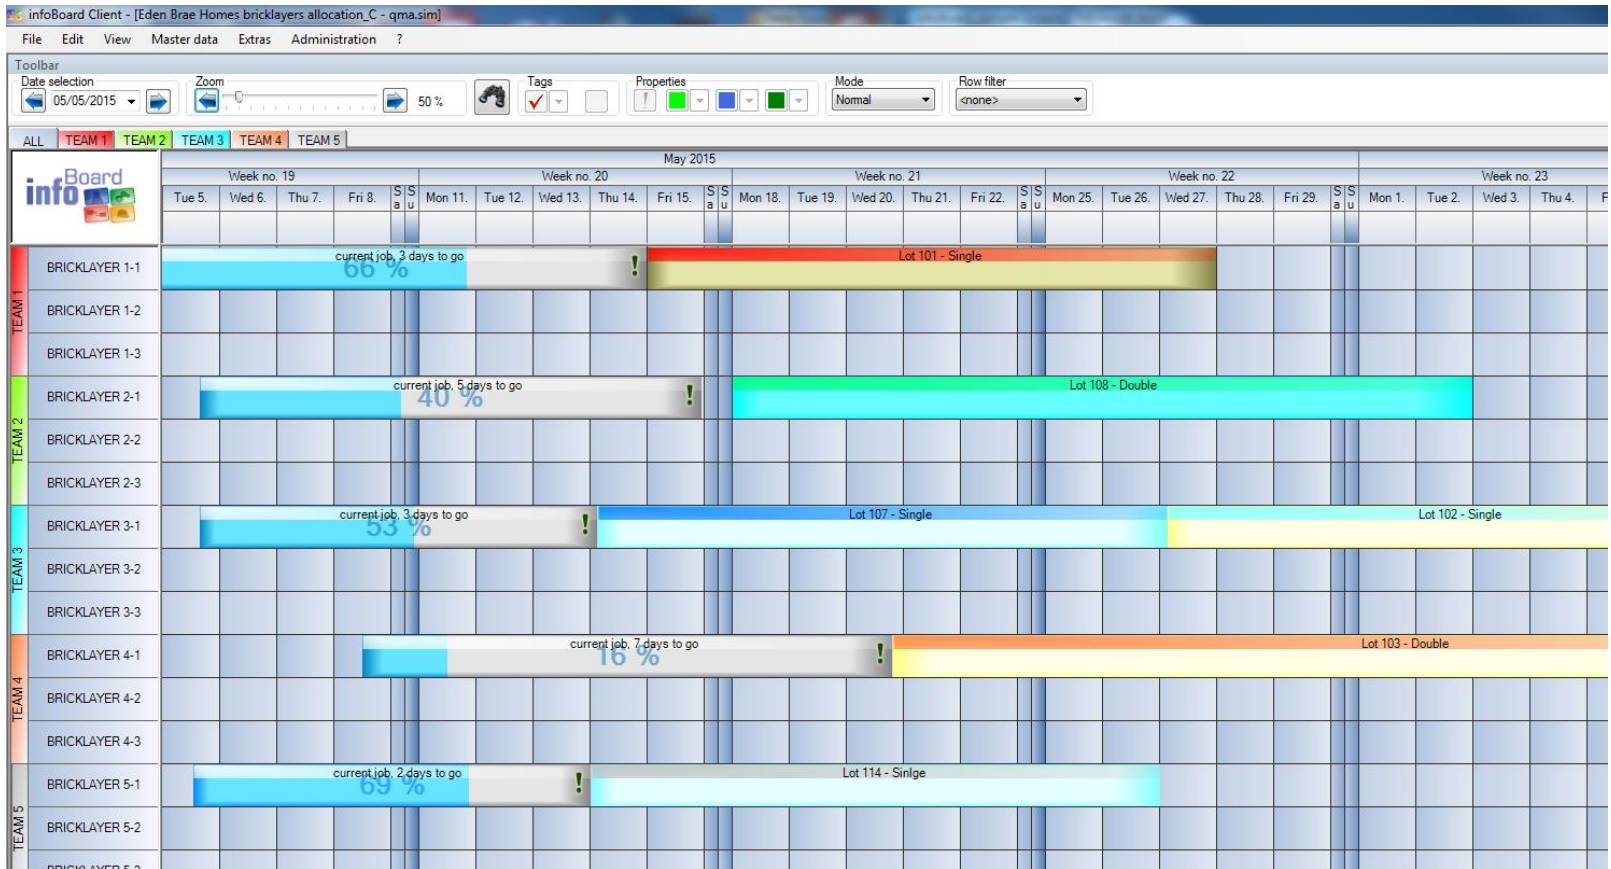 infoBoard Client - [Eden Brae Homes bricklayers allocation_C - qma.sim]
File Edit View Master data Extras Administration ?
Toolbar
Date selection Zoom Tags Properties Mode Row filter
05/05/2015 50 % Normal <none>
ALL TEAM 1 TEAM 2 TEAM 3 TEAM 4 TEAM 5
infoBoard
May 2015
Week no. 19 Week no. 20 Week no. 21 Week no. 22 Week no. 23
Tue 5. Wed 6. Thu 7. Fri 8. Sa Su Mon 11. Tue 12. Wed 13. Thu 14. Fri 15. Sa Su Mon 18. Tue 19. Wed 20. Thu 21. Fri 22. Sa Su Mon 25. Tue 26. Wed 27. Thu 28. Fri 29. Sa Su Mon 1. Tue 2. Wed 3. Thu 4. F
TEAM 1
BRICKLAYER 1-1 current job, 3 days to go 66 % ! Lot 101 - Single
BRICKLAYER 1-2
BRICKLAYER 1-3
TEAM 2
BRICKLAYER 2-1 current job, 5 days to go 40 % ! Lot 108 - Double
BRICKLAYER 2-2
BRICKLAYER 2-3
TEAM 3
BRICKLAYER 3-1 current job, 3 days to go 53 % ! Lot 107 - Single Lot 102 - Single
BRICKLAYER 3-2
BRICKLAYER 3-3
TEAM 4
BRICKLAYER 4-1 current job, 7 days to go 16 % ! Lot 103 - Double
BRICKLAYER 4-2
BRICKLAYER 4-3
TEAM 5
BRICKLAYER 5-1 current job, 2 days to go 69 % ! Lot 114 - Sinlge
BRICKLAYER 5-2